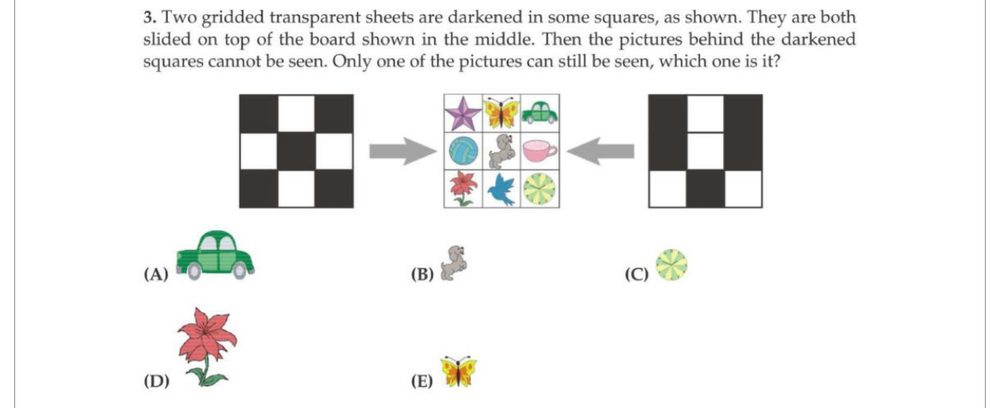 3. Two gridded transparent sheets are darkened in some squares, as shown. They are both
slided on top of the board shown in the middle. Then the pictures behind the darkened
squares cannot be seen. Only one of the pictures can still be seen, which one is it?
(A)
(B)
(C)
(D)
(E)